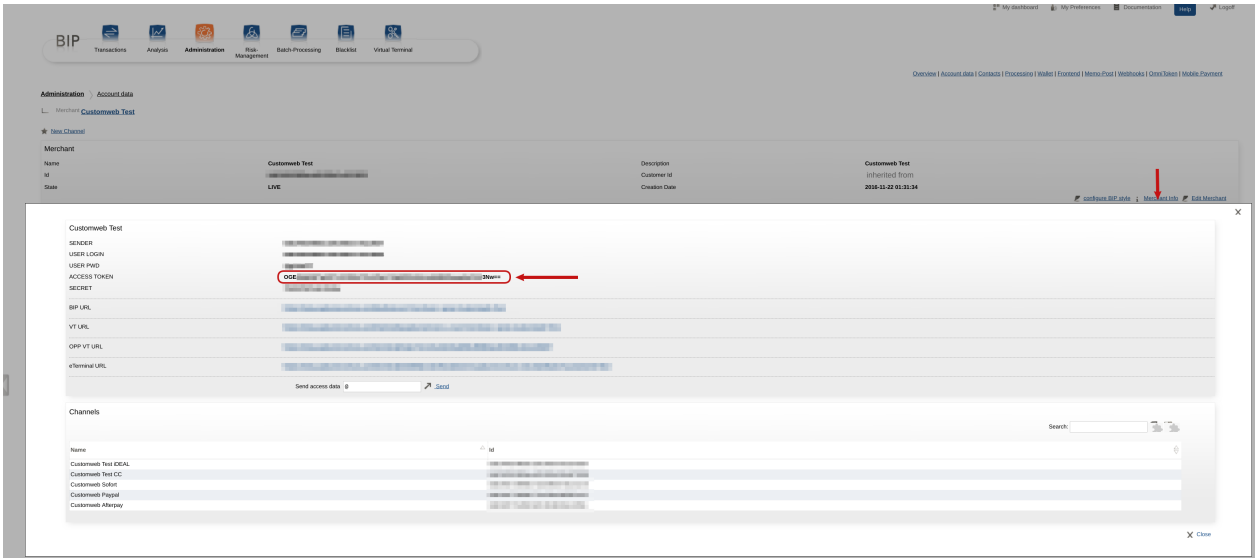 My dashboard My Preferences Documentation Help Logoff
BIP
Transactions Analysis Administration Risk-Management Batch-Processing Blacklist Virtual Terminal
Overview | Account data | Contacts | Processing | Wallet | Frontend | Memo-Post | Webhooks | OmniToken | Mobile Payment
Administration Account data
Merchant Customweb Test
New Channel
Merchant
Name Customweb Test Description Customweb Test
Id Customer Id inherited from
State LIVE Creation Date 2016-11-22 01:31:34
configure BIP style Merchant Info Edit Merchant
X
Customweb Test
SENDER
USER LOGIN
USER PWD
ACCESS TOKEN OGE 3Nw==
SECRET
BIP URL
VT URL
OPP VT URL
eTerminal URL
Send access data @ Send
Channels
Search:
Name Id
Customweb Test iDEAL
Customweb Test CC
Customweb Sofort
Customweb Paypal
Customweb Afterpay
X Close